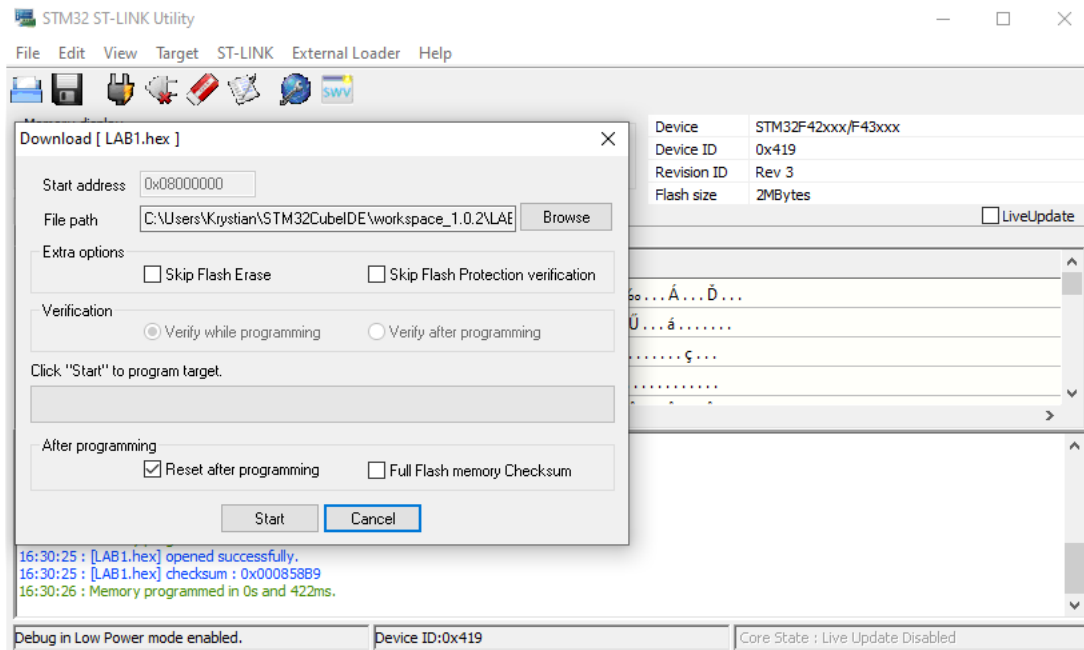 STM32 ST-LINK Utility
File Edit View Target ST-LINK External Loader Help
SWV
Download [ LAB1.hex ]
Start address 0x08000000
File path C:\Users\Krystian\STM32CubeIDE\workspace_1.0.2\LAB Browse
Extra options
Skip Flash Erase Skip Flash Protection verification
Verification
Verify while programming Verify after programming
Click "Start" to program target.
After programming
Reset after programming Full Flash memory Checksum
Start Cancel
Device STM32F42xxx/F43xxx
Device ID 0x419
Revision ID Rev 3
Flash size 2MBytes
LiveUpdate
‰...Á...Ď...
Ű...á.......
.......ç...
............
16:30:25 : [LAB1.hex] opened successfully.
16:30:25 : [LAB1.hex] checksum : 0x000858B9
16:30:26 : Memory programmed in 0s and 422ms.
Debug in Low Power mode enabled. Device ID:0x419 Core State : Live Update Disabled